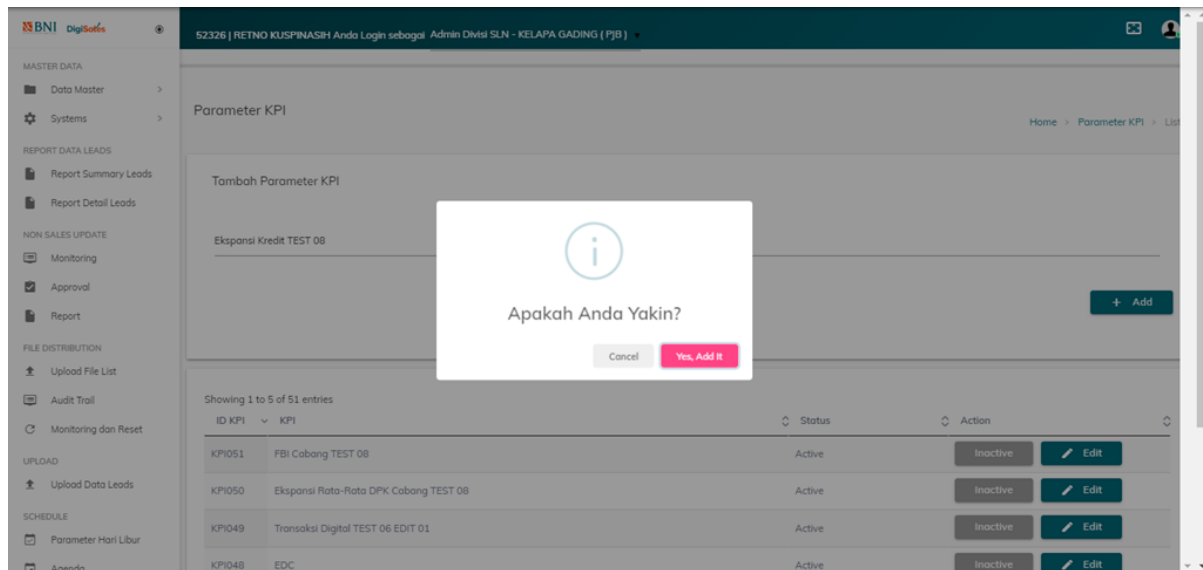 BNI DigiSales
52326 | RETNO KUSPINASIH Anda Login sebagai Admin Divisi SLN - KELAPA GADING ( PJB )
MASTER DATA
Data Master
Systems
REPORT DATA LEADS
Report Summary Leads
Report Detail Leads
NON SALES UPDATE
Monitoring
Approval
Report
FILE DISTRIBUTION
Upload File List
Audit Trail
Monitoring dan Reset
UPLOAD
Upload Data Leads
SCHEDULE
Parameter Hari Libur
Agenda
Parameter KPI
Home > Parameter KPI > List
Tambah Parameter KPI
Ekspansi Kredit TEST 08
+ Add
i
Apakah Anda Yakin?
Cancel Yes, Add It
Showing 1 to 5 of 51 entries
ID KPI KPI Status Action
KPI051 FBI Cabang TEST 08 Active Inactive Edit
KPI050 Ekspansi Rata-Rata DPK Cabang TEST 08 Active Inactive Edit
KPI049 Transaksi Digital TEST 06 EDIT 01 Active Inactive Edit
KPI048 EDC Active Inactive Edit